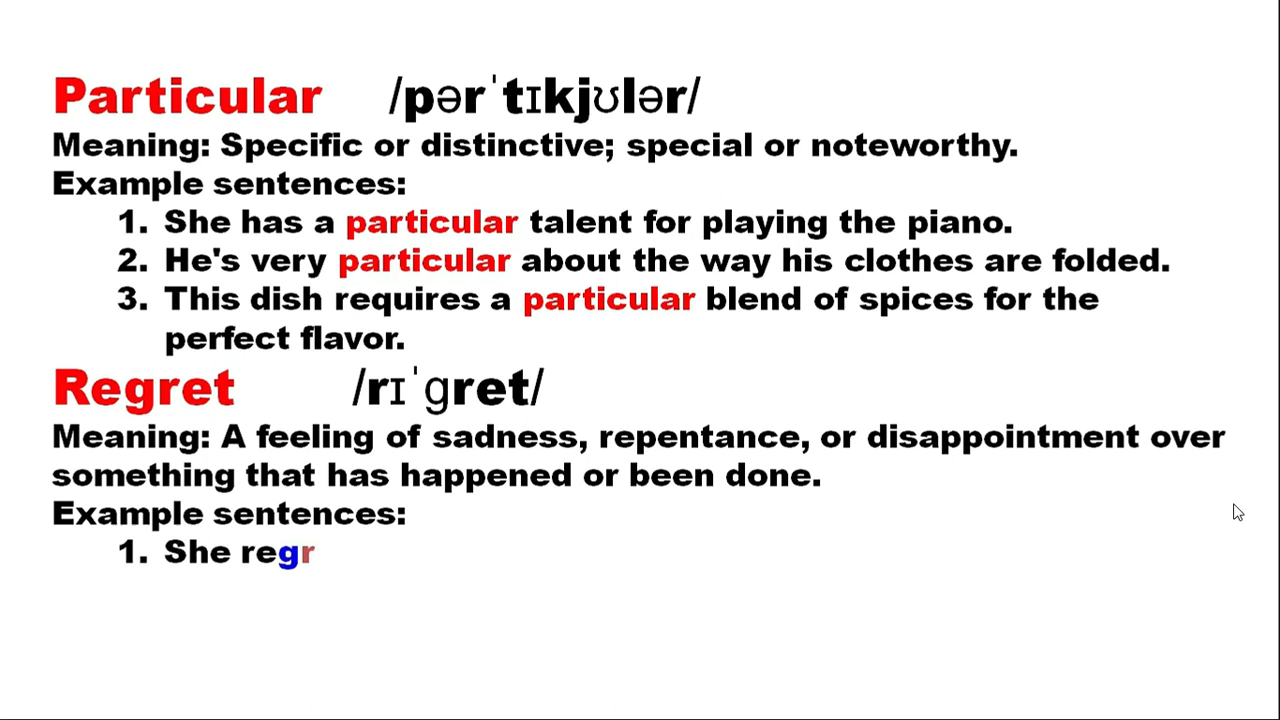 Particular /pərˈtɪkjʊlər/
Meaning: Specific or distinctive; special or noteworthy.
Example sentences:
1. She has a particular talent for playing the piano.
2. He's very particular about the way his clothes are folded.
3. This dish requires a particular blend of spices for the
perfect flavor.
Regret /rɪˈɡret/
Meaning: A feeling of sadness, repentance, or disappointment over
something that has happened or been done.
Example sentences:
1. She regr